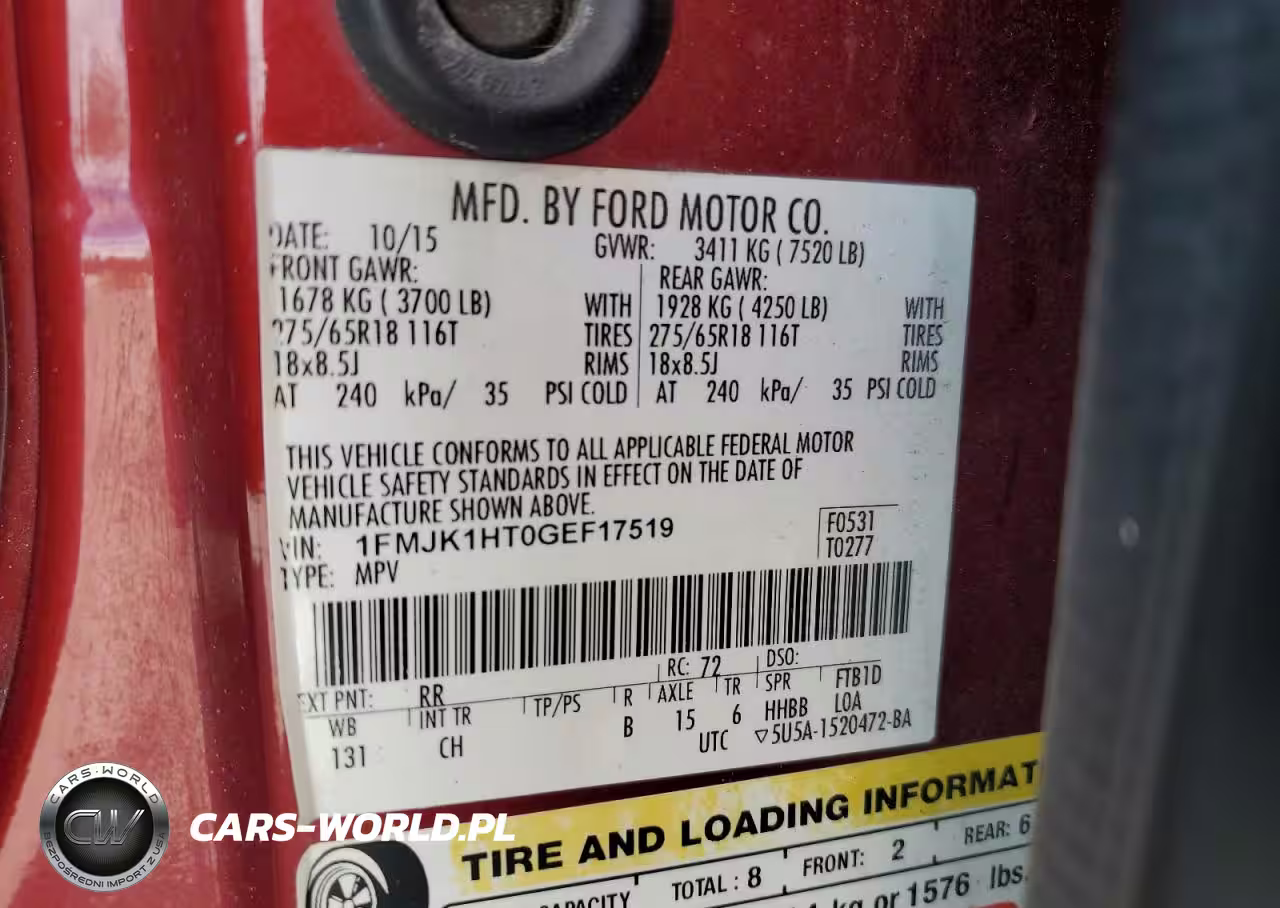 MFD. BY FORD MOTOR CO.
DATE: 10/15 GVWR: 3411 KG ( 7520 LB)
FRONT GAWR: REAR GAWR:
1678 KG ( 3700 LB) WITH 1928 KG ( 4250 LB) WITH
275/65R18 116T TIRES 275/65R18 116T TIRES
18x8.5J RIMS 18x8.5J RIMS
AT 240 kPa/ 35 PSI COLD AT 240 kPa/ 35 PSI COLD
THIS VEHICLE CONFORMS TO ALL APPLICABLE FEDERAL MOTOR
VEHICLE SAFETY STANDARDS IN EFFECT ON THE DATE OF
MANUFACTURE SHOWN ABOVE.
VIN: 1FMJK1HT0GEF17519 F0531
TYPE: MPV T0277
RC: 72 DSO:
EXT PNT: RR FTB1D
WB INT TR TP/PS R AXLE TR SPR LOA
131 CH B 15 6 HHBB
UTC ▽5U5A-1520472-BA
TIRE AND LOADING INFORMAT
CAPACITY TOTAL : 8 FRONT: 2 REAR: 6
kg or 1576 lbs.
CARS-WORLD
CW
BEZPOŚREDNI IMPORT Z USA
CARS-WORLD.PL